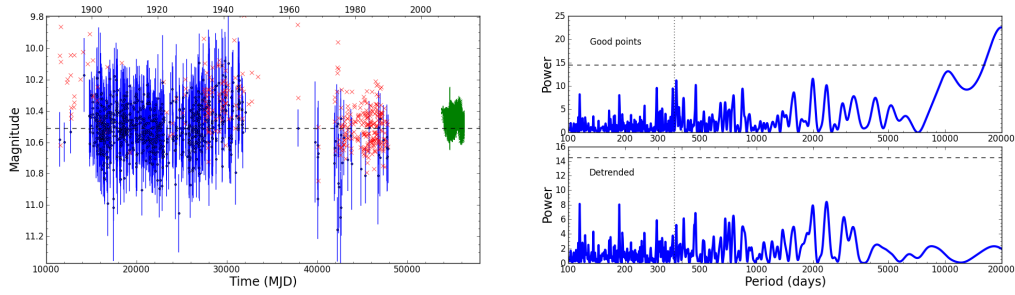 1900 1920 1940 1960 1980 2000
9.8
10.0
10.2
10.4
10.6
10.8
11.0
11.2
Magnitude
10000 20000 30000 40000 50000
Time (MJD)
25
20
15
10
5
0
Power
Good points
100 200 300 500 1000 2000 5000 10000 20000
16
14
12
10
8
6
4
2
0
Power
Detrended
100 200 300 500 1000 2000 5000 10000 20000
Period (days)